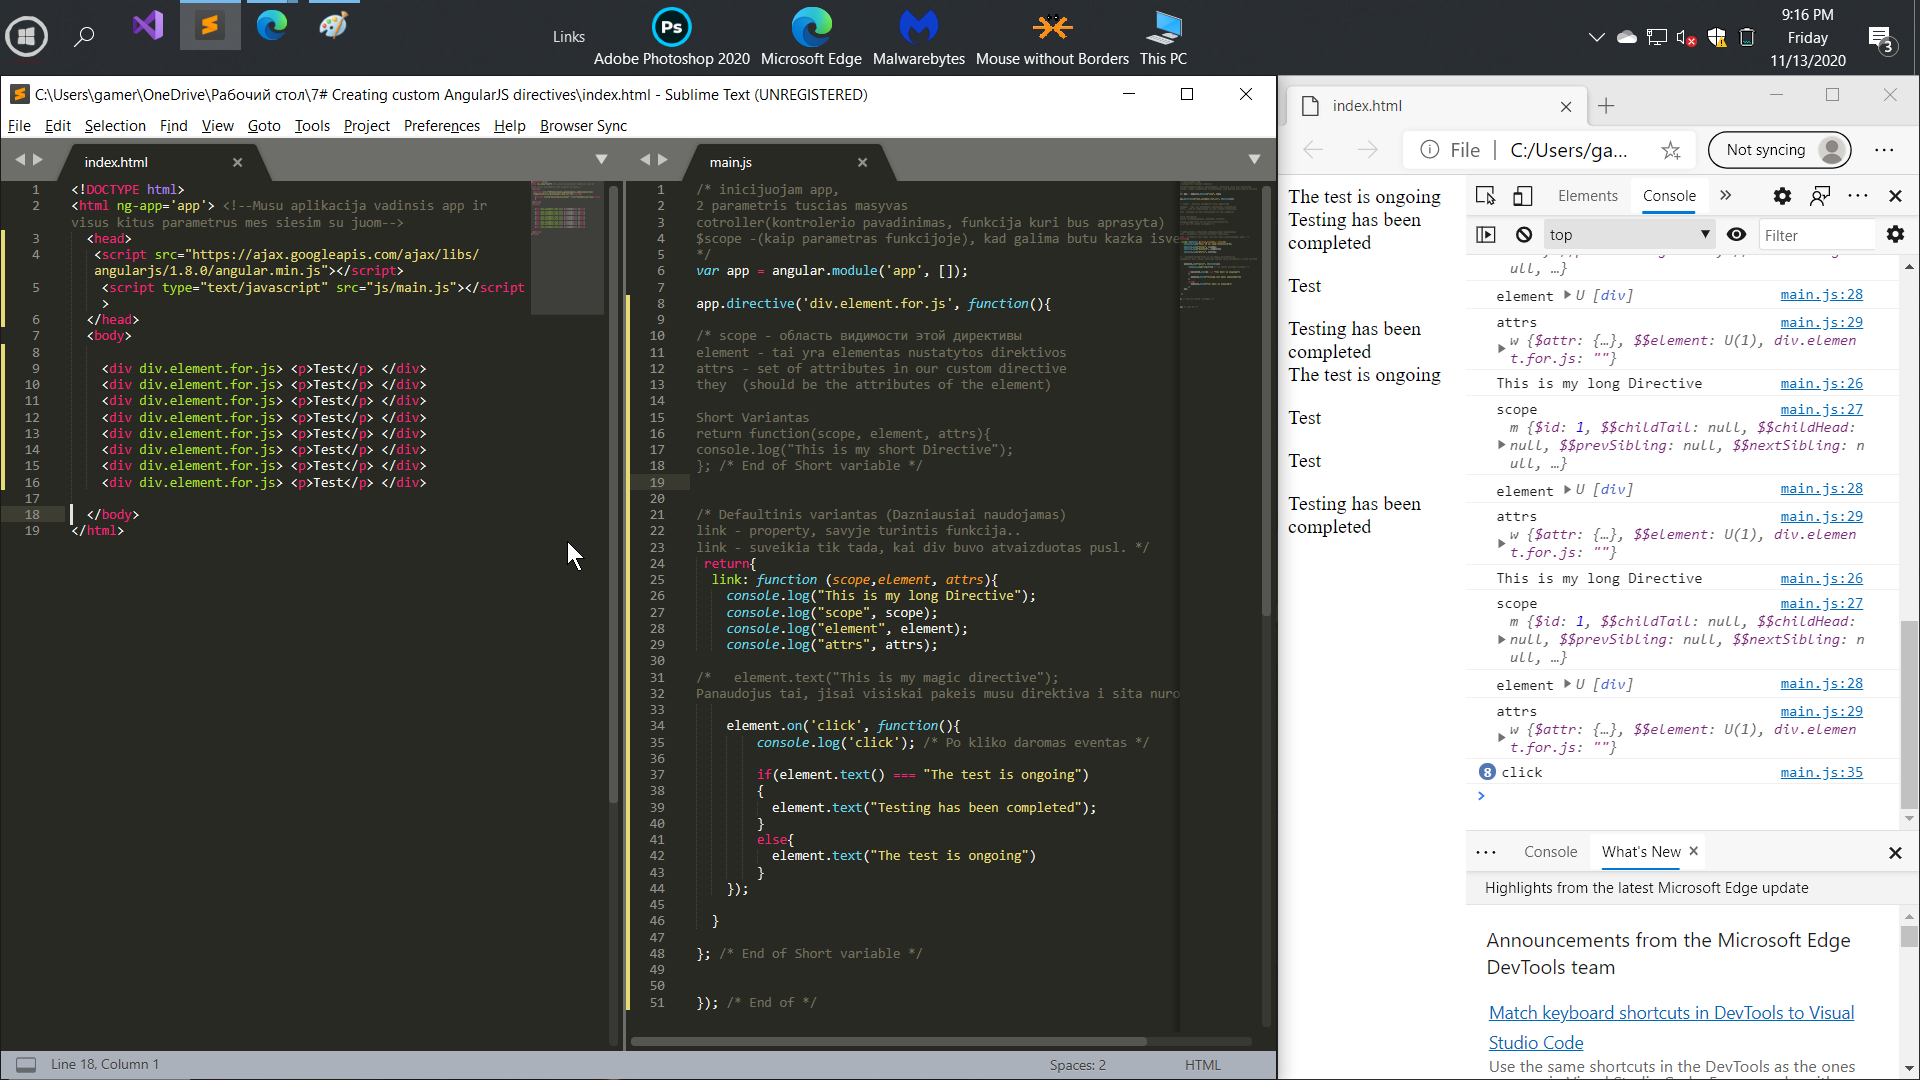 Links
Adobe Photoshop 2020
Microsoft Edge
Malwarebytes
Mouse without Borders
This PC
9:16 PM
Friday
11/13/2020
3
C:\Users\gamer\OneDrive\Рабочий стол\7# Creating custom AngularJS directives\index.html - Sublime Text (UNREGISTERED)
File Edit Selection Find View Goto Tools Project Preferences Help Browser Sync
index.html
1 <!DOCTYPE html>
2 <html ng-app='app'> <!--Musu aplikacija vadinsis app ir
visus kitus parametrus mes siesim su juom-->
3 <head>
4 <script src="https://ajax.googleapis.com/ajax/libs/
angularjs/1.8.0/angular.min.js"></script>
5 <script type="text/javascript" src="js/main.js"></script
>
6 </head>
7 <body>
8
9 <div div.element.for.js> <p>Test</p> </div>
10 <div div.element.for.js> <p>Test</p> </div>
11 <div div.element.for.js> <p>Test</p> </div>
12 <div div.element.for.js> <p>Test</p> </div>
13 <div div.element.for.js> <p>Test</p> </div>
14 <div div.element.for.js> <p>Test</p> </div>
15 <div div.element.for.js> <p>Test</p> </div>
16 <div div.element.for.js> <p>Test</p> </div>
17
18 </body>
19 </html>
main.js
1 /* inicijuojam app,
2 2 parametris tuscias masyvas
3 cotroller(kontrolerio pavadinimas, funkcija kuri bus aprasyta)
4 $scope -(kaip parametras funkcijoje), kad galima butu kazka isve
5 */
6 var app = angular.module('app', []);
7
8 app.directive('div.element.for.js', function(){
9
10 /* scope - область видимости этой директивы
11 element - tai yra elementas nustatytos direktivos
12 attrs - set of attributes in our custom directive
13 they  (should be the attributes of the element)
14
15 Short Variantas
16 return function(scope, element, attrs){
17 console.log("This is my short Directive");
18 }; /* End of Short variable */
19
20
21 /* Defaultinis variantas (Dazniausiai naudojamas)
22 link - property, savyje turintis funkcija..
23 link - suveikia tik tada, kai div buvo atvaizduotas pusl. */
24 return{
25 link: function (scope,element, attrs){
26 console.log("This is my long Directive");
27 console.log("scope", scope);
28 console.log("element", element);
29 console.log("attrs", attrs);
30
31 /*   element.text("This is my magic directive");
32 Panaudojus tai, jisai visiskai pakeis musu direktiva i sita nuro
33
34 element.on('click', function(){
35 console.log('click'); /* Po kliko daromas eventas */
36
37 if(element.text() === "The test is ongoing")
38 {
39 element.text("Testing has been completed");
40 }
41 else{
42 element.text("The test is ongoing")
43 }
44 });
45
46 }
47
48 }; /* End of Short variable */
49
50
51 }); /* End of */
Line 18, Column 1
Spaces: 2
HTML
index.html
File | C:/Users/ga...
Not syncing
The test is ongoing
Testing has been
completed
Test
Testing has been
completed
The test is ongoing
Test
Test
Testing has been
completed
Elements Console
top
Filter
ull, …}
element U [div] main.js:28
attrs main.js:29
w {$attr: {…}, $$element: U(1), div.elemen
t.for.js: ""}
This is my long Directive main.js:26
scope main.js:27
m {$id: 1, $$childTail: null, $$childHead:
null, $$prevSibling: null, $$nextSibling: n
ull, …}
element U [div] main.js:28
attrs main.js:29
w {$attr: {…}, $$element: U(1), div.elemen
t.for.js: ""}
This is my long Directive main.js:26
scope main.js:27
m {$id: 1, $$childTail: null, $$childHead:
null, $$prevSibling: null, $$nextSibling: n
ull, …}
element U [div] main.js:28
attrs main.js:29
w {$attr: {…}, $$element: U(1), div.elemen
t.for.js: ""}
8 click main.js:35
Console What's New
Highlights from the latest Microsoft Edge update
Announcements from the Microsoft Edge
DevTools team
Match keyboard shortcuts in DevTools to Visual
Studio Code
Use the same shortcuts in the DevTools as the ones